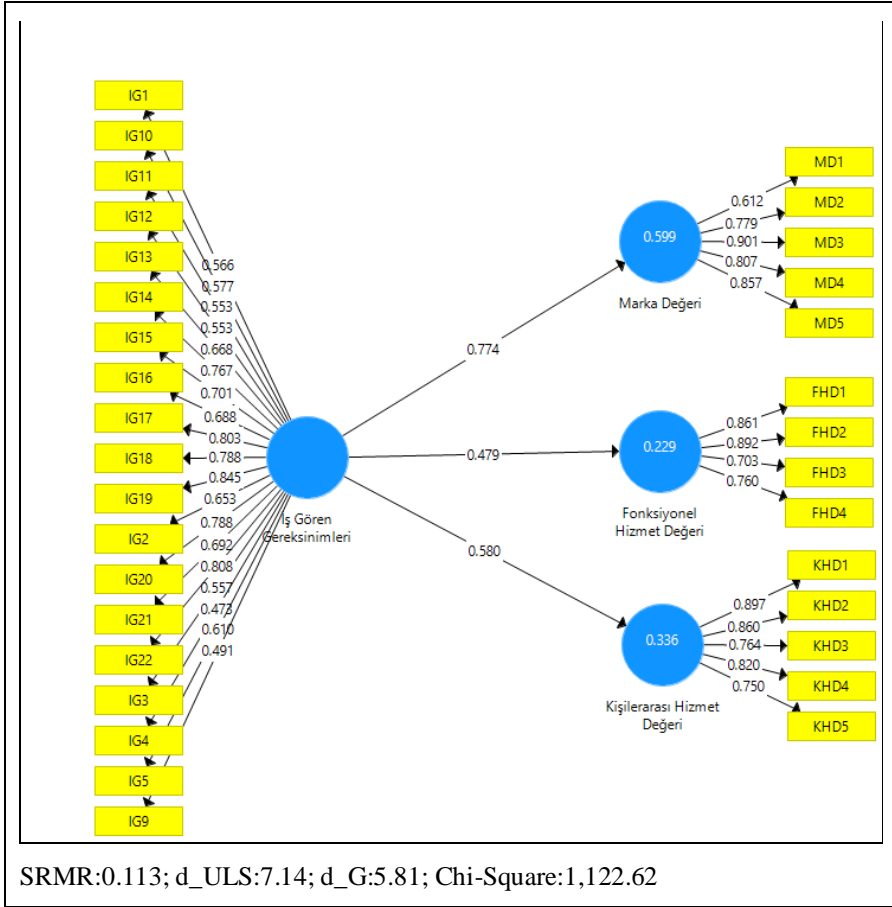 IG1
IG10
IG11
IG12
IG13
IG14
IG15
IG16
IG17
IG18
IG19
IG2
IG20
IG21
IG22
IG3
IG4
IG5
IG9
0.566
0.577
0.553
0.553
0.668
0.767
0.701
0.688
0.803
0.788
0.845
0.653
0.788
0.692
0.808
0.557
0.473
0.610
0.491
İş Gören
Gereksinimleri
0.774
0.479
0.580
0.599
Marka Değeri
0.612
0.779
0.901
0.807
0.857
MD1
MD2
MD3
MD4
MD5
0.229
Fonksiyonel
Hizmet Değeri
0.861
0.892
0.703
0.760
FHD1
FHD2
FHD3
FHD4
0.336
Kişilerarası Hizmet
Değeri
0.897
0.860
0.764
0.820
0.750
KHD1
KHD2
KHD3
KHD4
KHD5
SRMR:0.113; d_ULS:7.14; d_G:5.81; Chi-Square:1,122.62